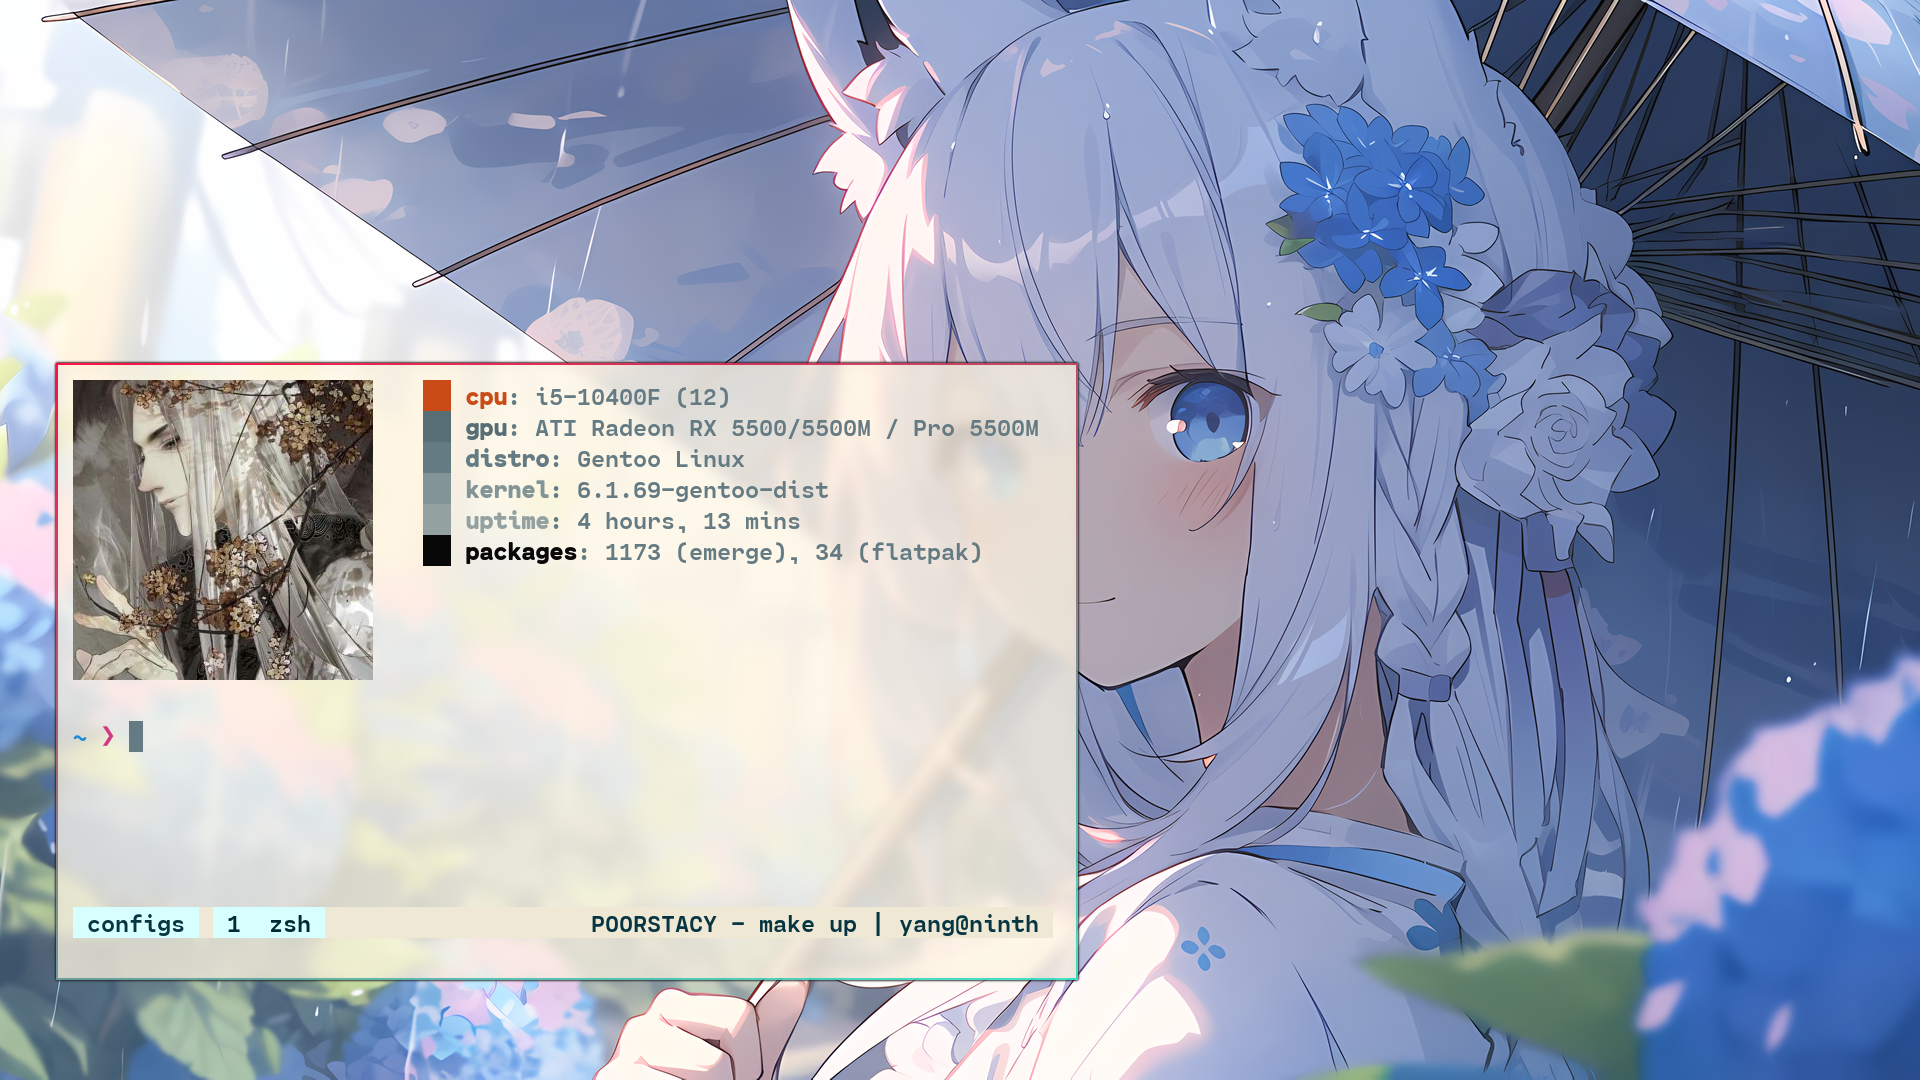 cpu: i5-10400F (12)
gpu: ATI Radeon RX 5500/5500M / Pro 5500M
distro: Gentoo Linux
kernel: 6.1.69-gentoo-dist
uptime: 4 hours, 13 mins
packages: 1173 (emerge), 34 (flatpak)
~ ❯
configs 1 zsh POORSTACY - make up | yang@ninth